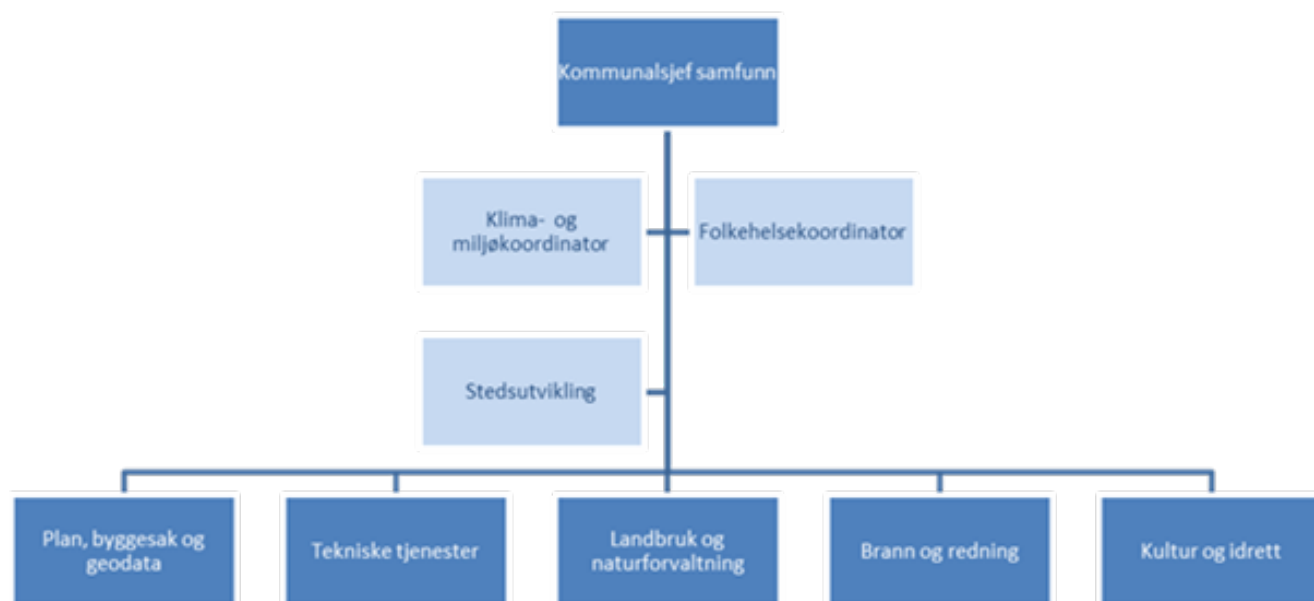 Kommunalsjef samfunn
Klima- og
miljøkoordinator
Folkehelsekoordinator
Stedsutvikling
Plan, byggesak og
geodata
Tekniske tjenester
Landbruk og
naturforvaltning
Brann og redning
Kultur og idrett